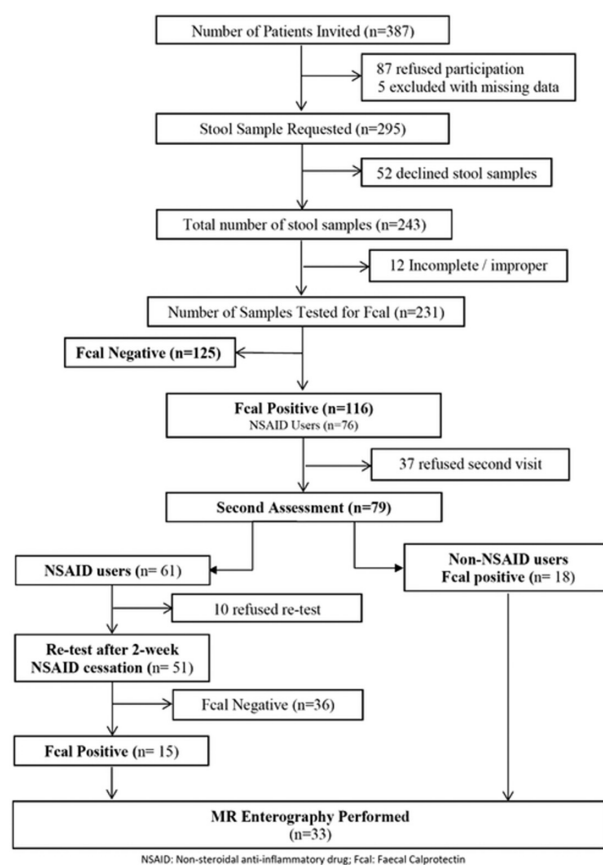 Number of Patients Invited (n=387)
87 refused participation
5 excluded with missing data
Stool Sample Requested (n=295)
52 declined stool samples
Total number of stool samples (n=243)
12 Incomplete / improper
Number of Samples Tested for Fcal (n=231)
Fcal Negative (n=125)
Fcal Positive (n=116)
NSAID Users (n=76)
37 refused second visit
Second Assessment (n=79)
NSAID users (n= 61)
Non-NSAID users
Fcal positive (n= 18)
10 refused re-test
Re-test after 2-week
NSAID cessation (n= 51)
Fcal Negative (n=36)
Fcal Positive (n= 15)
MR Enterography Performed
(n=33)
NSAID: Non-steroidal anti-inflammatory drug; Fcal: Faecal Calprotectin